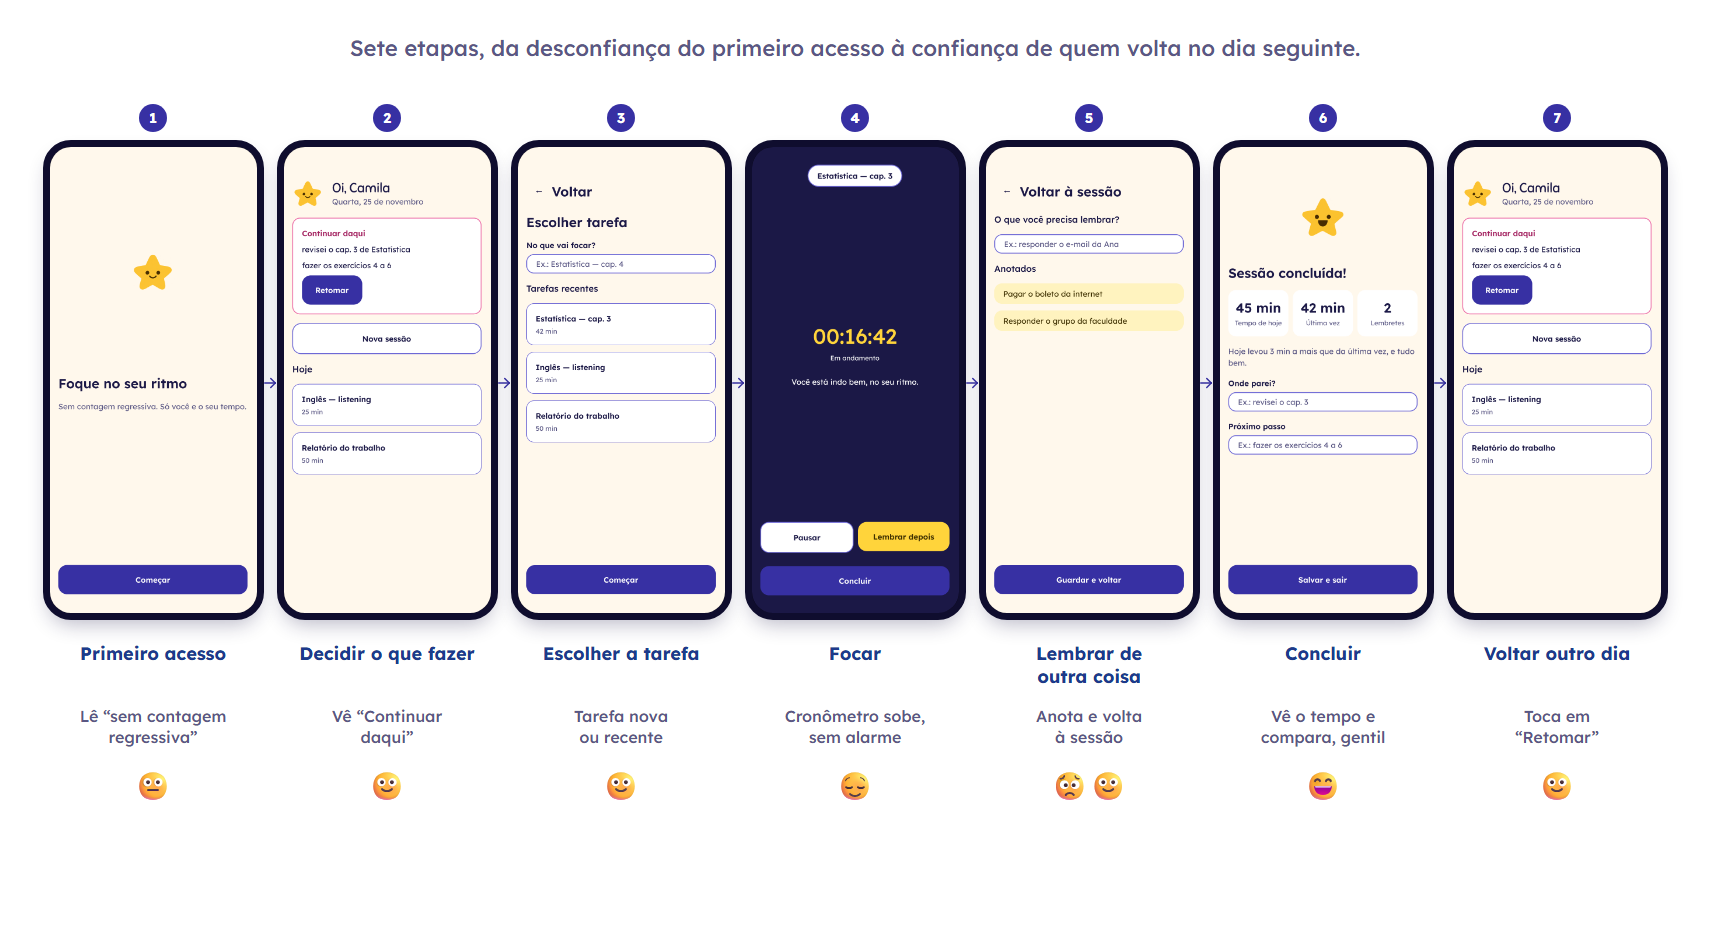 Sete etapas, da desconfiança do primeiro acesso à confiança de quem volta no dia seguinte.
1
Foque no seu ritmo
Sem contagem regressiva. Só você e o seu tempo.
Começar
Primeiro acesso
Lê “sem contagem
regressiva”
2
Oi, Camila
Quarta, 25 de novembro
Continuar daqui
revisei o cap. 3 de Estatística
fazer os exercícios 4 a 6
Retomar
Nova sessão
Hoje
Inglês — listening
25 min
Relatório do trabalho
50 min
Decidir o que fazer
Vê “Continuar
daqui”
3
← Voltar
Escolher tarefa
No que vai focar?
Ex.: Estatística — cap. 4
Tarefas recentes
Estatística — cap. 3
42 min
Inglês — listening
25 min
Relatório do trabalho
50 min
Começar
Escolher a tarefa
Tarefa nova
ou recente
4
Estatística — cap. 3
00:16:42
Em andamento
Você está indo bem, no seu ritmo.
Pausar
Lembrar depois
Concluir
Focar
Cronômetro sobe,
sem alarme
5
← Voltar à sessão
O que você precisa lembrar?
Ex.: responder o e-mail da Ana
Anotados
Pagar o boleto da internet
Responder o grupo da faculdade
Guardar e voltar
Lembrar de
outra coisa
Anota e volta
à sessão
6
Sessão concluída!
45 min
Tempo de hoje
42 min
Última vez
2
Lembretes
Hoje levou 3 min a mais que da última vez, e tudo
bem.
Onde parei?
Ex.: revisei o cap. 3
Próximo passo
Ex.: fazer os exercícios 4 a 6
Salvar e sair
Concluir
Vê o tempo e
compara, gentil
7
Oi, Camila
Quarta, 25 de novembro
Continuar daqui
revisei o cap. 3 de Estatística
fazer os exercícios 4 a 6
Retomar
Nova sessão
Hoje
Inglês — listening
25 min
Relatório do trabalho
50 min
Voltar outro dia
Toca em
“Retomar”